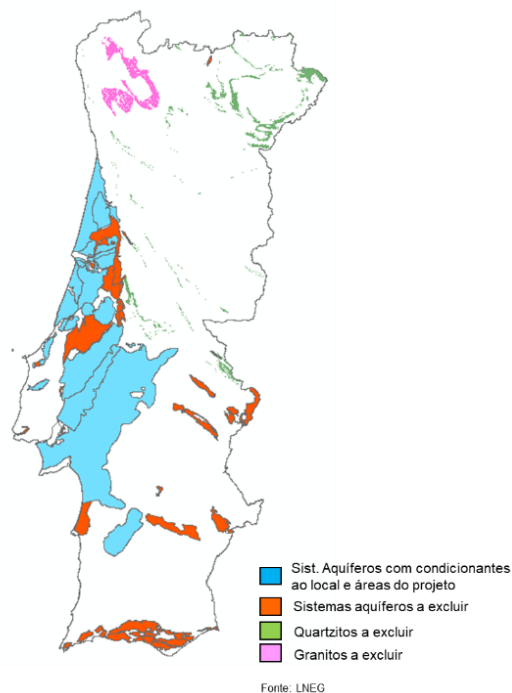 Sist. Aquíferos com condicionantes
ao local e áreas do projeto
Sistemas aquíferos a excluir
Quartzitos a excluir
Granitos a excluir
Fonte: LNEG